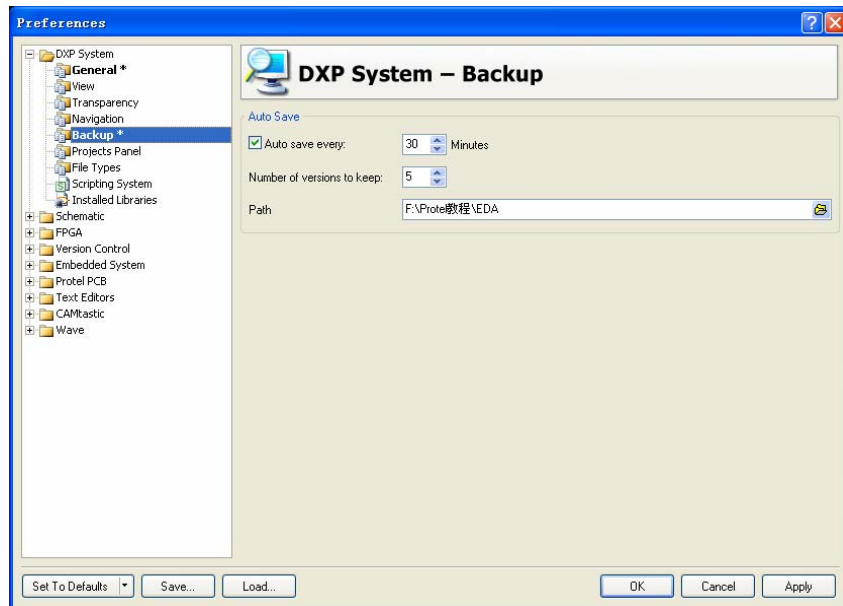 Preferences
DXP System
General *
View
Transparency
Navigation
Backup *
Projects Panel
File Types
Scripting System
Installed Libraries
Schematic
FPGA
Version Control
Embedded System
Protel PCB
Text Editors
CAMtastic
Wave
DXP System – Backup
Auto Save
Auto save every: 30 Minutes
Number of versions to keep: 5
Path F:\Protel教程\EDA
Set To Defaults Save... Load... OK Cancel Apply